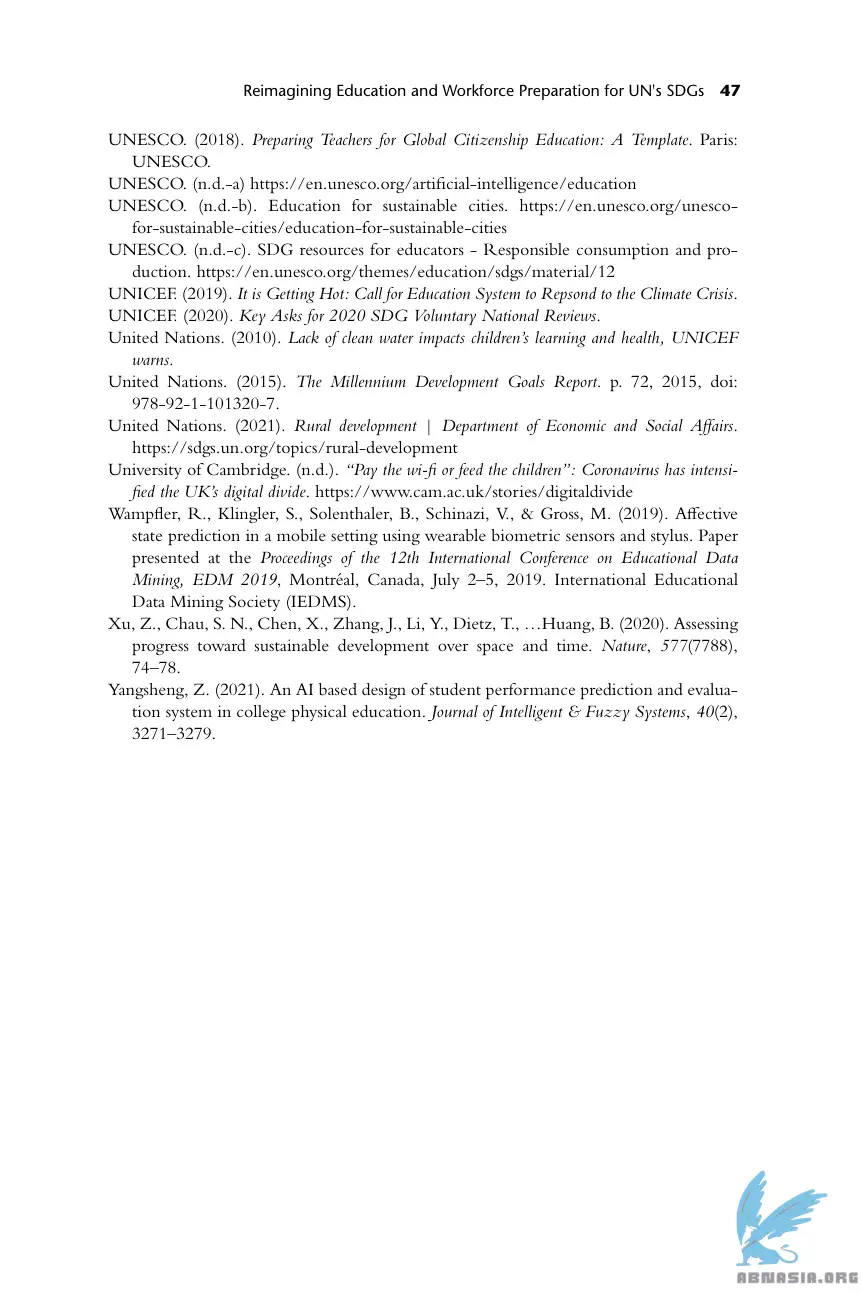 Reimagining Education and Workforce Preparation for UN's SDGs 47
UNESCO. (2018). Preparing Teachers for Global Citizenship Education: A Template. Paris:
UNESCO.
UNESCO. (n.d.-a) https://en.unesco.org/artificial-intelligence/education
UNESCO. (n.d.-b). Education for sustainable cities. https://en.unesco.org/unesco-
for-sustainable-cities/education-for-sustainable-cities
UNESCO. (n.d.-c). SDG resources for educators - Responsible consumption and pro-
duction. https://en.unesco.org/themes/education/sdgs/material/12
UNICEF. (2019). It is Getting Hot: Call for Education System to Repsond to the Climate Crisis.
UNICEF. (2020). Key Asks for 2020 SDG Voluntary National Reviews.
United Nations. (2010). Lack of clean water impacts children’s learning and health, UNICEF
warns.
United Nations. (2015). The Millennium Development Goals Report. p. 72, 2015, doi:
978-92-1-101320-7.
United Nations. (2021). Rural development | Department of Economic and Social Affairs.
https://sdgs.un.org/topics/rural-development
University of Cambridge. (n.d.). “Pay the wi-fi or feed the children”: Coronavirus has intensi-
fied the UK’s digital divide. https://www.cam.ac.uk/stories/digitaldivide
Wampfler, R., Klingler, S., Solenthaler, B., Schinazi, V., & Gross, M. (2019). Affective
state prediction in a mobile setting using wearable biometric sensors and stylus. Paper
presented at the Proceedings of the 12th International Conference on Educational Data
Mining, EDM 2019, Montréal, Canada, July 2–5, 2019. International Educational
Data Mining Society (IEDMS).
Xu, Z., Chau, S. N., Chen, X., Zhang, J., Li, Y., Dietz, T., …Huang, B. (2020). Assessing
progress toward sustainable development over space and time. Nature, 577(7788),
74–78.
Yangsheng, Z. (2021). An AI based design of student performance prediction and evalua-
tion system in college physical education. Journal of Intelligent & Fuzzy Systems, 40(2),
3271–3279.
ABNASIA.ORG